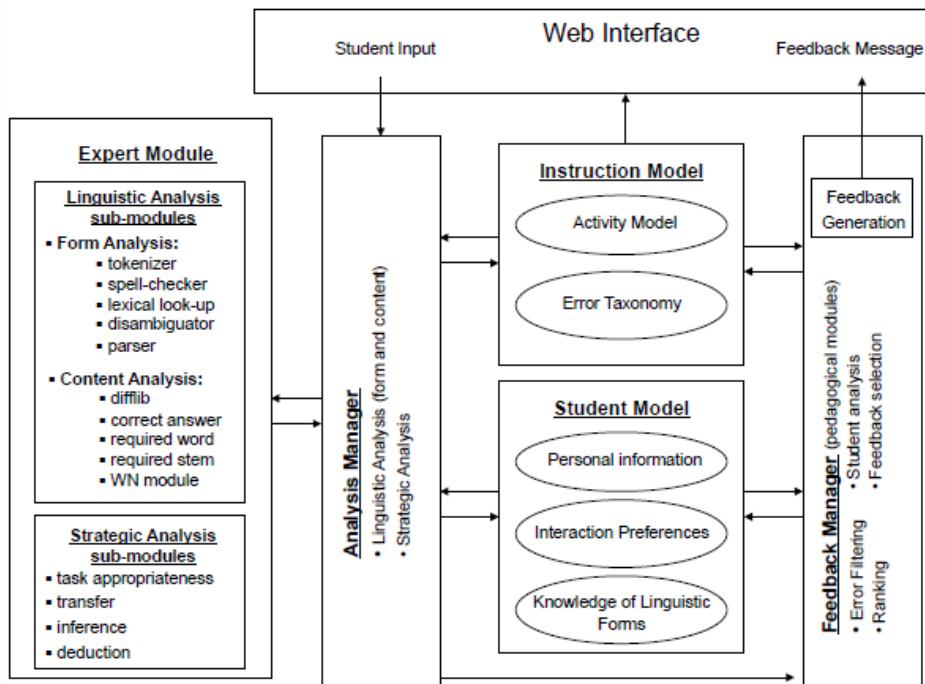 Web Interface
Student Input
Feedback Message
Expert Module
Linguistic Analysis
sub-modules
▪ Form Analysis:
▪ tokenizer
▪ spell-checker
▪ lexical look-up
▪ disambiguator
▪ parser
▪ Content Analysis:
▪ difflib
▪ correct answer
▪ required word
▪ required stem
▪ WN module
Strategic Analysis
sub-modules
▪ task appropriateness
▪ transfer
▪ inference
▪ deduction
Analysis Manager
• Linguistic Analysis (form and content)
• Strategic Analysis
Instruction Model
Activity Model
Error Taxonomy
Student Model
Personal information
Interaction Preferences
Knowledge of Linguistic
Forms
Feedback
Generation
Feedback Manager (pedagogical modules)
• Error Filtering • Student analysis
• Ranking • Feedback selection